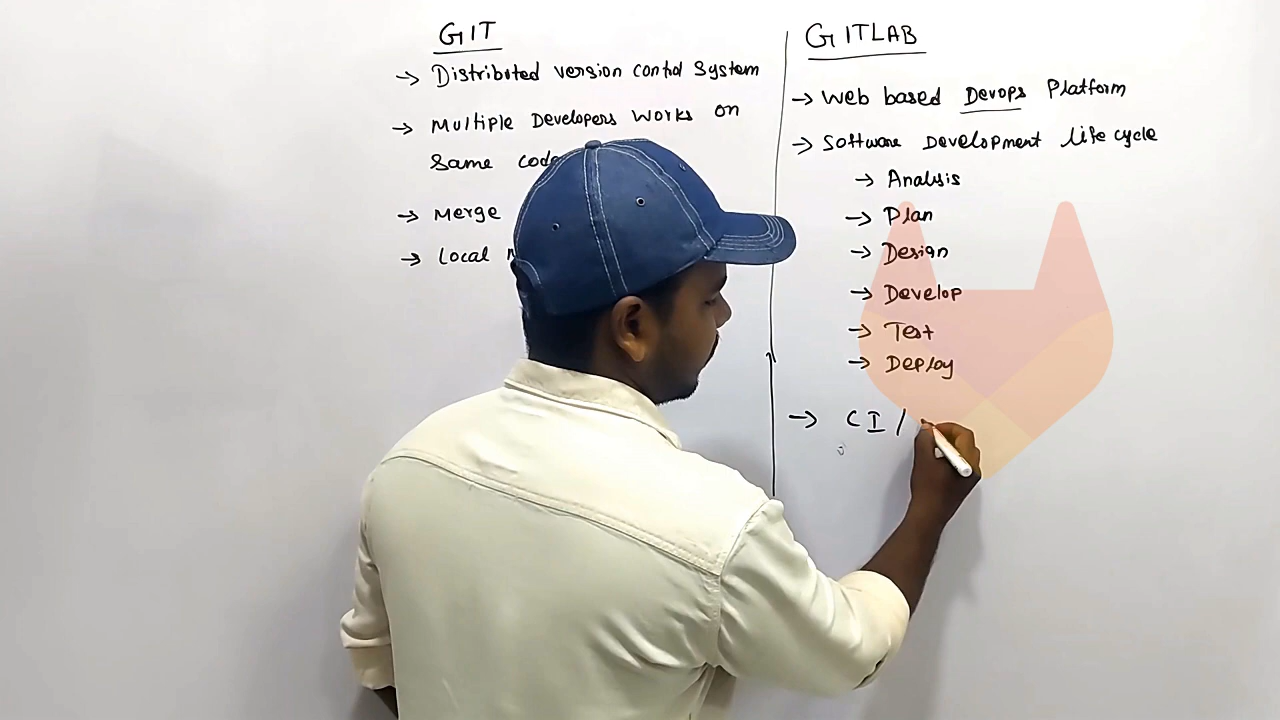 GIT
→ Distributed version control System
→ Multiple Developers works on
same code
→ Merge
→ Local
GITLAB
→ Web based Devops Platform
→ Software Development life cycle
→ Analysis
→ Plan
→ Design
→ Develop
→ Test
→ Deploy
→ CI /